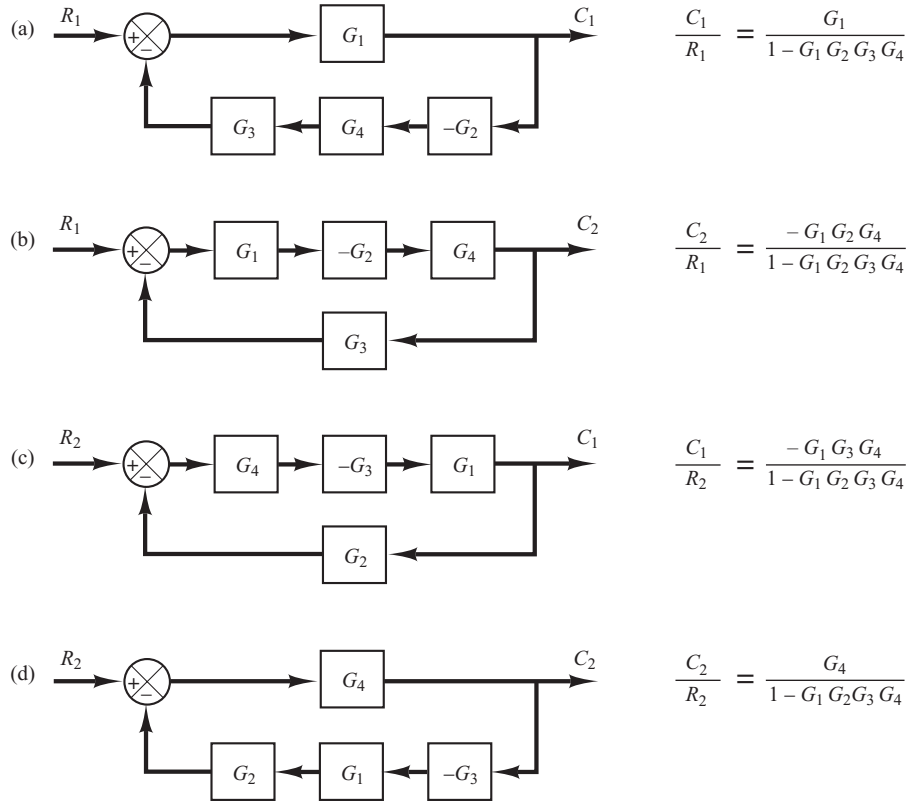 (a) R₁ + − G₁ C₁
G₃ G₄ –G₂
C₁/R₁ = G₁/(1 – G₁ G₂ G₃ G₄)
(b) R₁ + − G₁ –G₂ G₄ C₂
G₃
C₂/R₁ = – G₁ G₂ G₄/(1 – G₁ G₂ G₃ G₄)
(c) R₂ + − G₄ –G₃ G₁ C₁
G₂
C₁/R₂ = – G₁ G₃ G₄/(1 – G₁ G₂ G₃ G₄)
(d) R₂ + − G₄ C₂
G₂ G₁ –G₃
C₂/R₂ = G₄/(1 – G₁ G₂G₃ G₄)